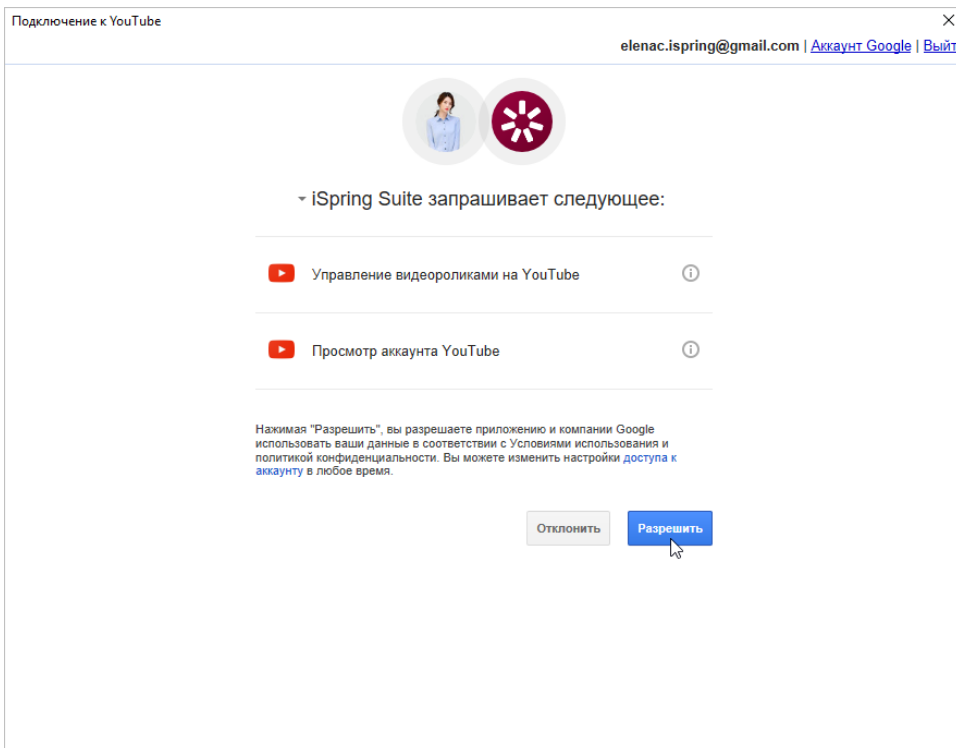 Подключение к YouTube
elenac.ispring@gmail.com | Аккаунт Google | Выйт
iSpring Suite запрашивает следующее:
Управление видеороликами на YouTube
Просмотр аккаунта YouTube
Нажимая "Разрешить", вы разрешаете приложению и компании Google
использовать ваши данные в соответствии с Условиями использования и
политикой конфиденциальности. Вы можете изменить настройки доступа к
аккаунту в любое время.
Отклонить Разрешить